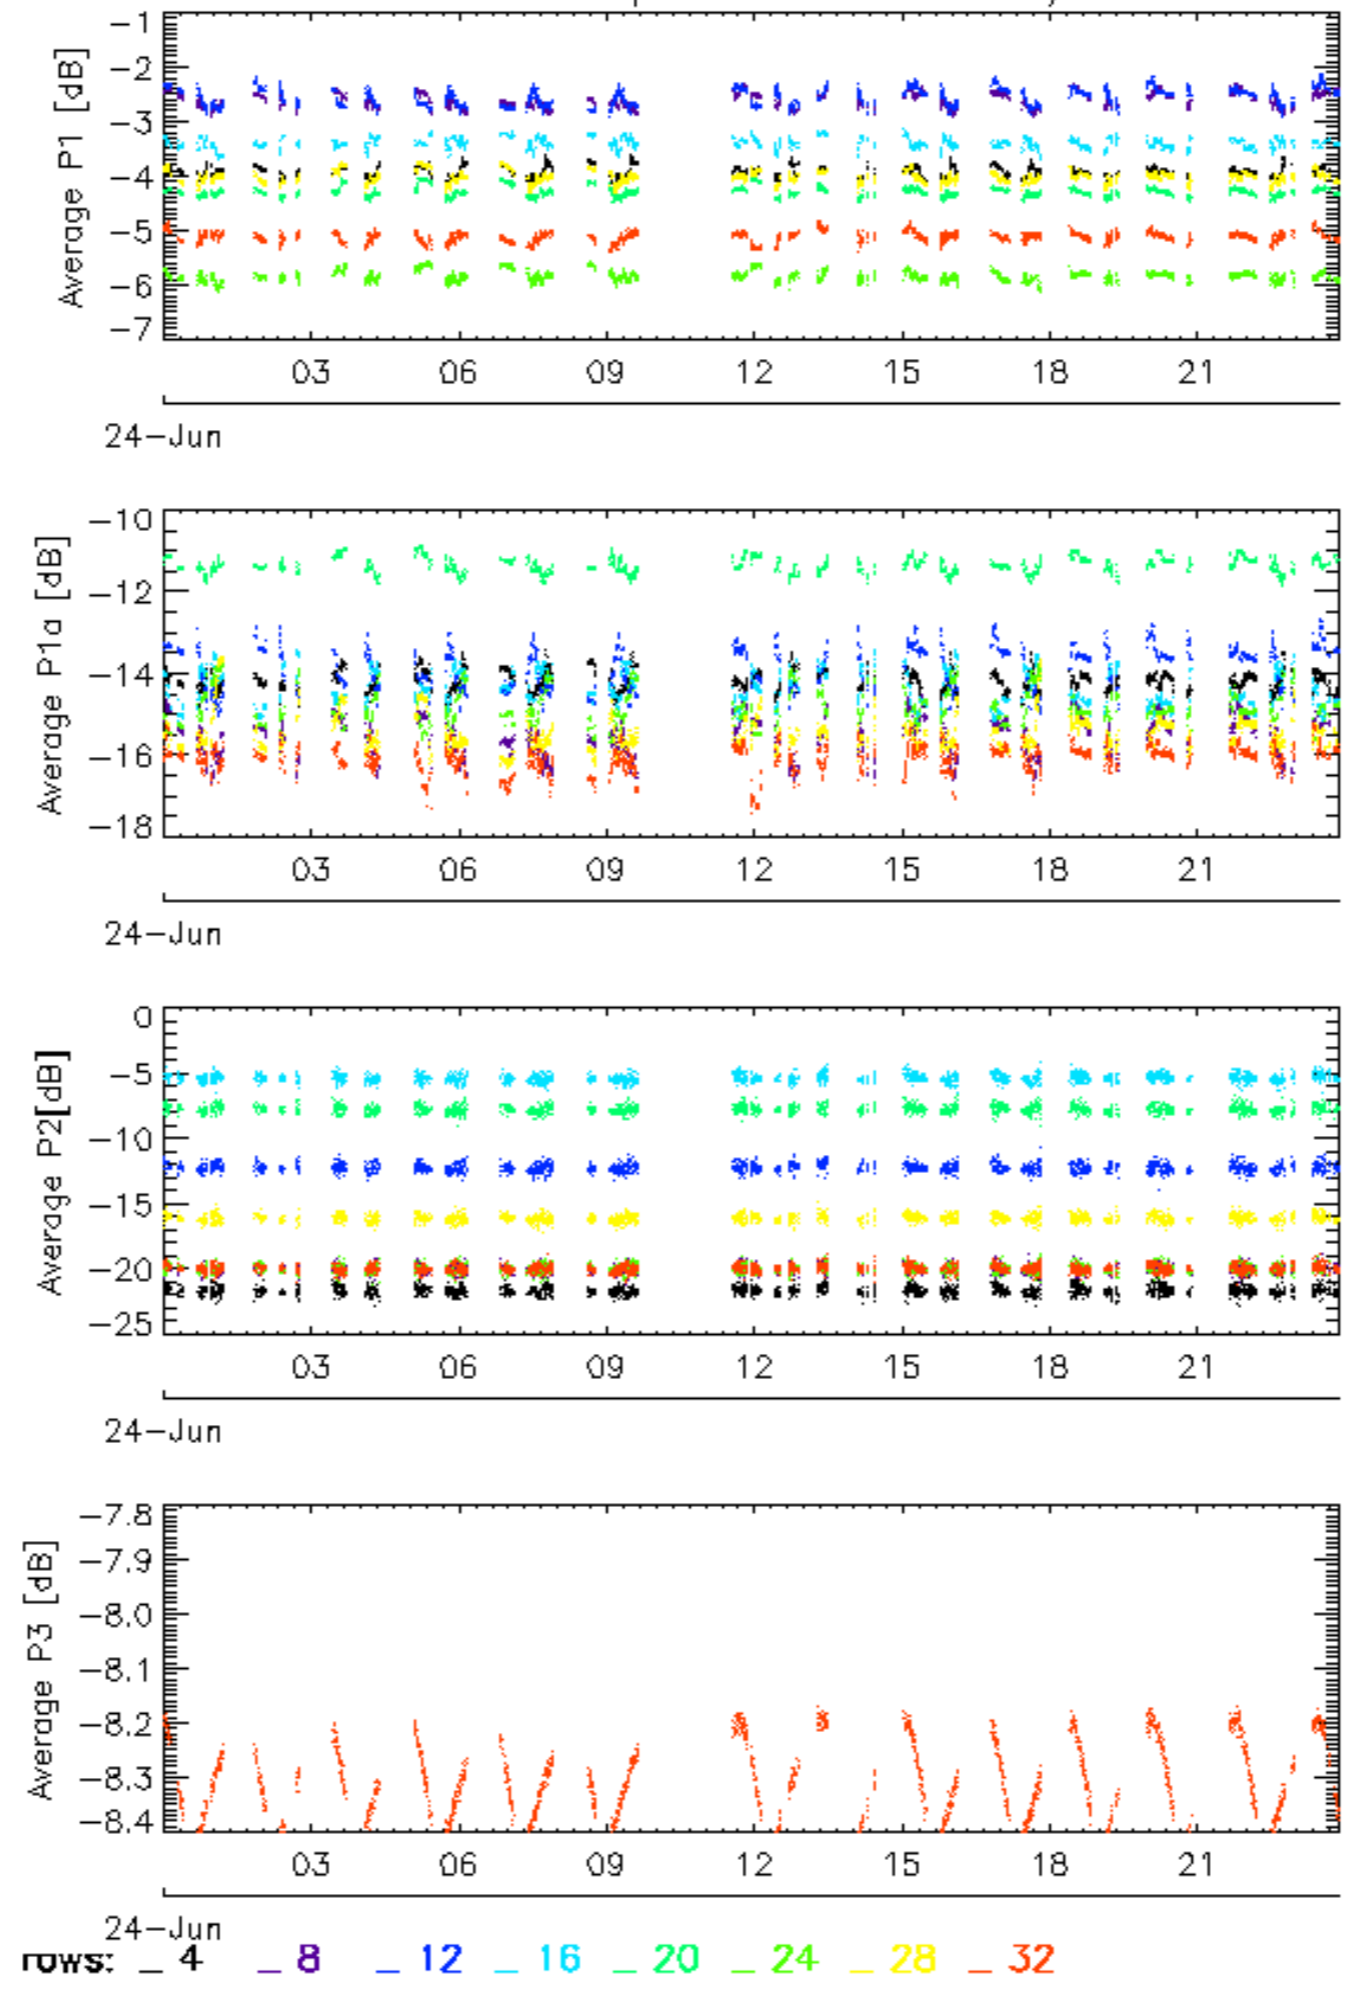 Average P1 [dB]
-1
-2
-3
-4
-5
-6
-7
03 06 09 12 15 18 21
24-Jun
Average P1a [dB]
-10
-12
-14
-16
-18
03 06 09 12 15 18 21
24-Jun
Average P2[dB]
0
-5
-10
-15
-20
-25
03 06 09 12 15 18 21
24-Jun
Average P3 [dB]
-7.8
-7.9
-8.0
-8.1
-8.2
-8.3
-8.4
03 06 09 12 15 18 21
24-Jun
rows: _ 4 _ 8 _ 12 _ 16 _ 20 _ 24 _ 28 _ 32